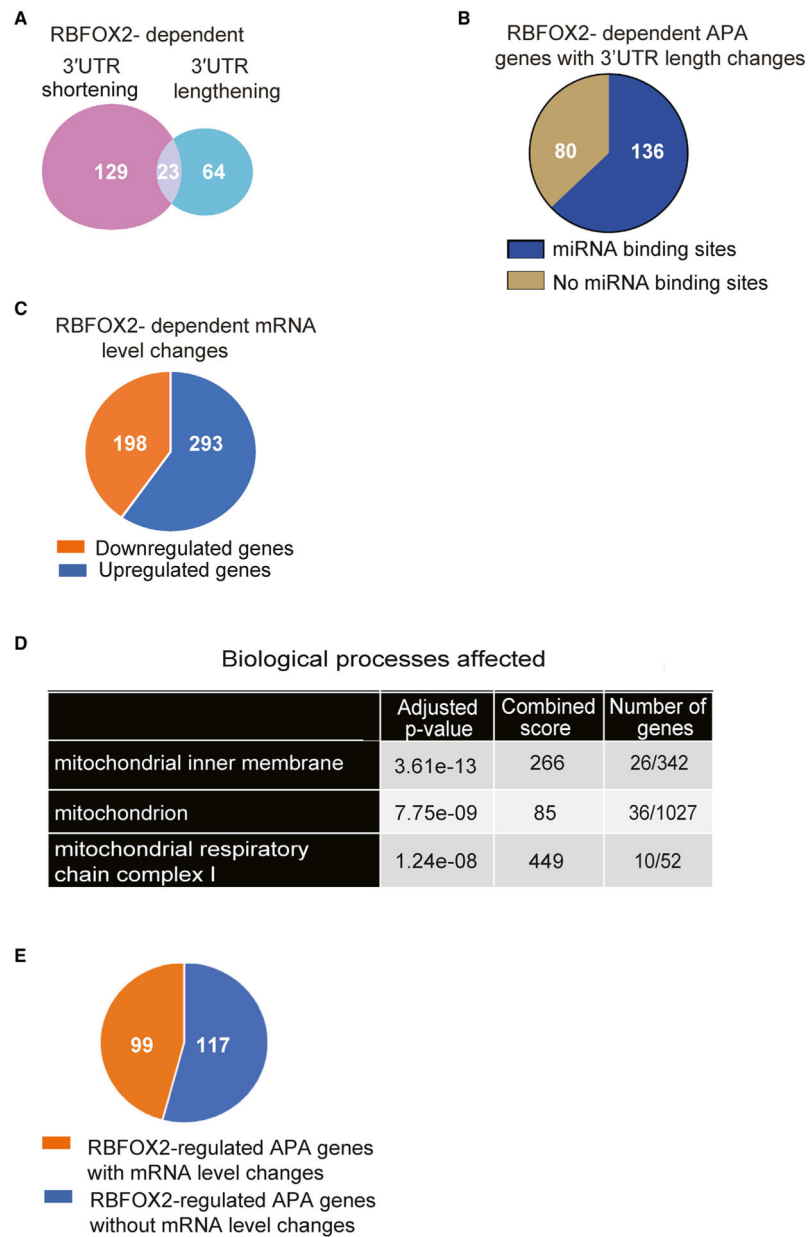 A
RBFOX2- dependent
3′UTR shortening
3′UTR lengthening
129
23
64
B
RBFOX2- dependent APA
genes with 3′UTR length changes
80
136
miRNA binding sites
No miRNA binding sites
C
RBFOX2- dependent mRNA
level changes
198
293
Downregulated genes
Upregulated genes
D
Biological processes affected
Adjusted p-value
Combined score
Number of genes
mitochondrial inner membrane 3.61e-13 266 26/342
mitochondrion 7.75e-09 85 36/1027
mitochondrial respiratory
chain complex I 1.24e-08 449 10/52
E
99
117
RBFOX2-regulated APA genes
with mRNA level changes
RBFOX2-regulated APA genes
without mRNA level changes